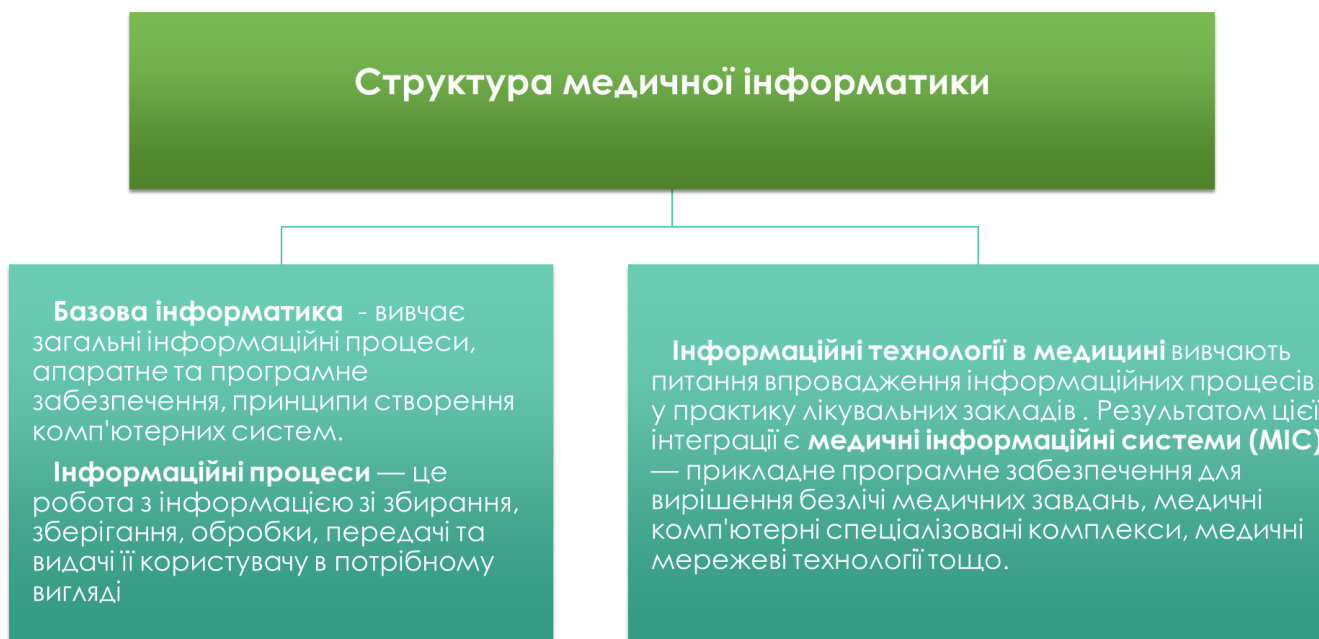 Структура медичної інформатики
Базова інформатика - вивчає
загальні інформаційні процеси,
апаратне та програмне
забезпечення, принципи створення
комп'ютерних систем.
Інформаційні процеси — це
робота з інформацією зі збирання,
зберігання, обробки, передачі та
видачі її користувачу в потрібному
вигляді
Інформаційні технології в медицині вивчають
питання впровадження інформаційних процесів
у практику лікувальних закладів . Результатом цієї
інтеграції є медичні інформаційні системи (МІС)
— прикладне програмне забезпечення для
вирішення безлічі медичних завдань, медичні
комп'ютерні спеціалізовані комплекси, медичні
мережеві технології тощо.